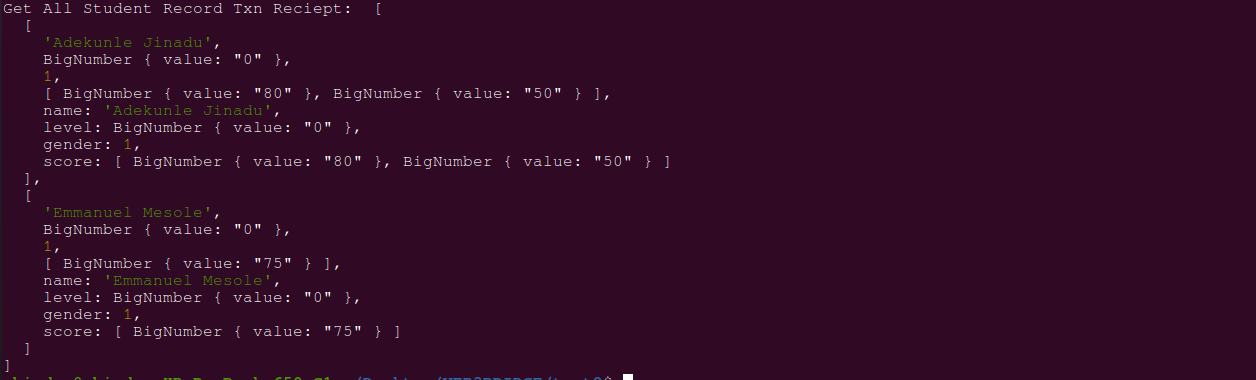 Get All Student Record Txn Reciept:  [
  [
    'Adekunle Jinadu',
    BigNumber { value: "0" },
    1,
    [ BigNumber { value: "80" }, BigNumber { value: "50" } ],
    name: 'Adekunle Jinadu',
    level: BigNumber { value: "0" },
    gender: 1,
    score: [ BigNumber { value: "80" }, BigNumber { value: "50" } ]
  ],
  [
    'Emmanuel Mesole',
    BigNumber { value: "0" },
    1,
    [ BigNumber { value: "75" } ],
    name: 'Emmanuel Mesole',
    level: BigNumber { value: "0" },
    gender: 1,
    score: [ BigNumber { value: "75" } ]
  ]
]